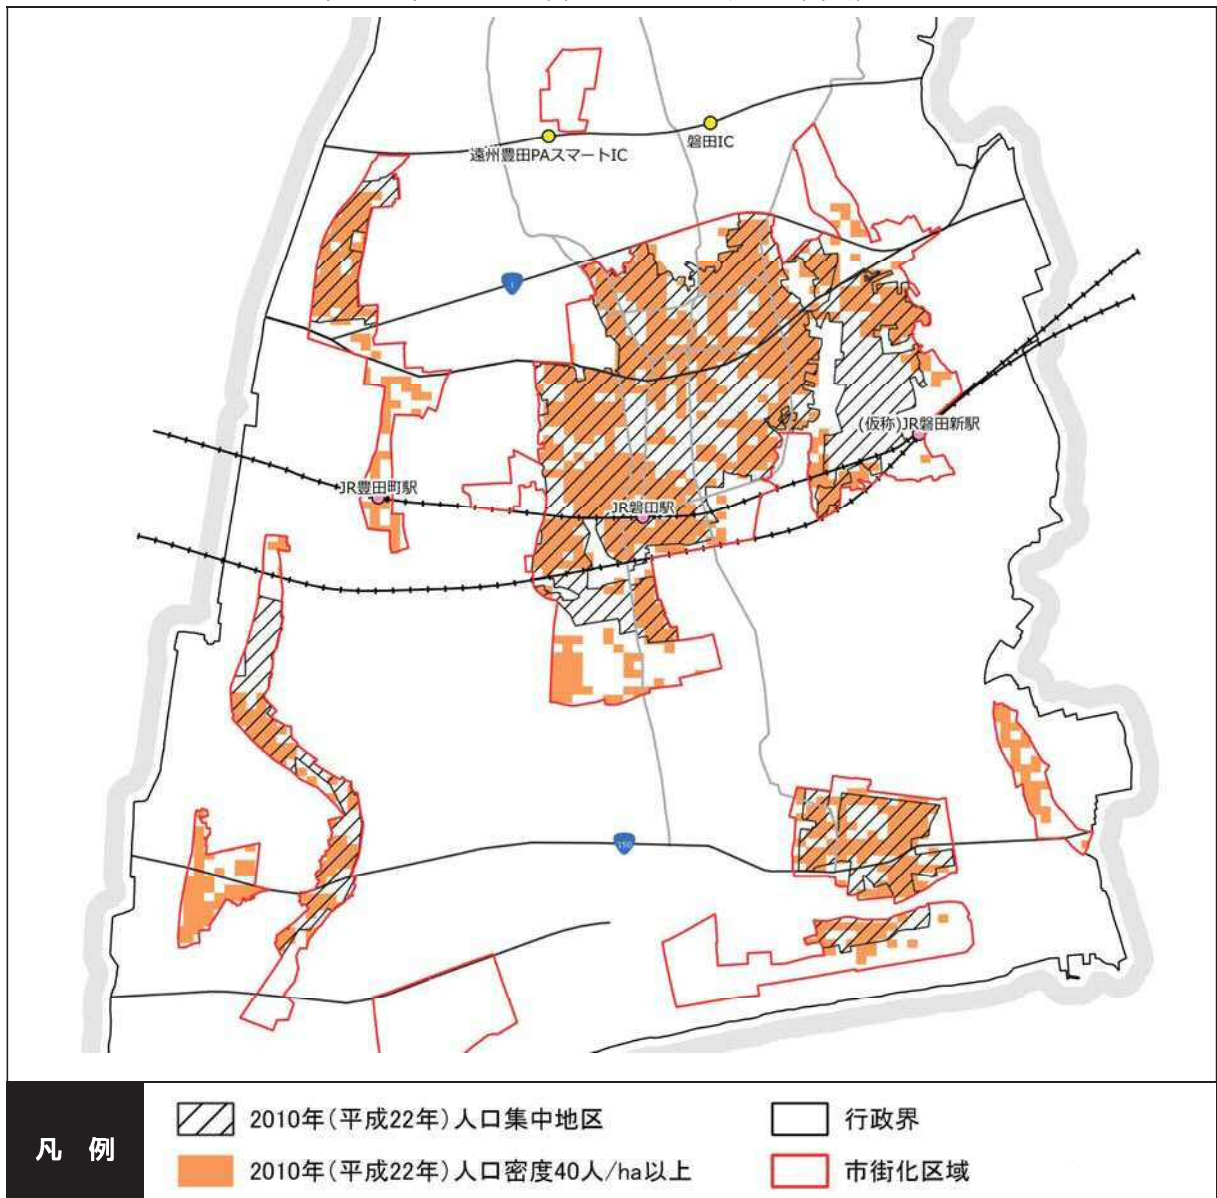 遠州豊田PAスマートIC
磐田IC
1
(仮称)JR磐田新駅
JR豊田町駅
JR磐田駅
150
凡 例
2010年(平成22年)人口集中地区
行政界
2010年(平成22年)人口密度40人/ha以上
市街化区域